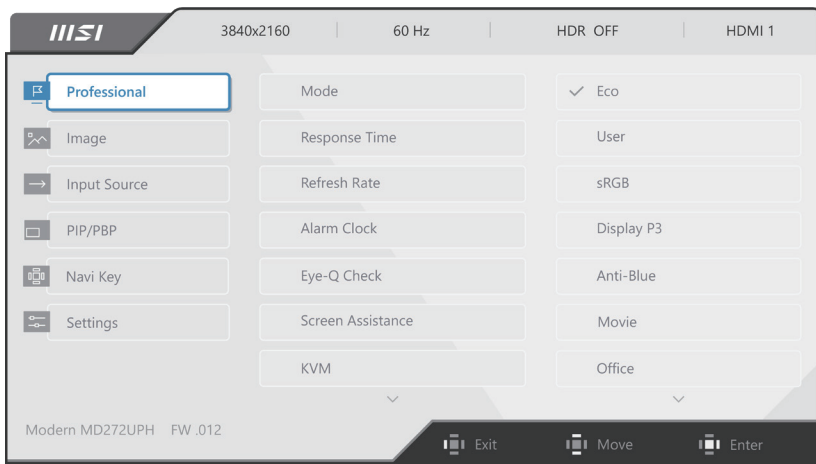 msi 3840x2160 60 Hz HDR OFF HDMI 1
Professional Mode Eco
Image Response Time User
Input Source Refresh Rate sRGB
PIP/PBP Alarm Clock Display P3
Navi Key Eye-Q Check Anti-Blue
Settings Screen Assistance Movie
KVM Office
Modern MD272UPH FW .012 Exit Move Enter